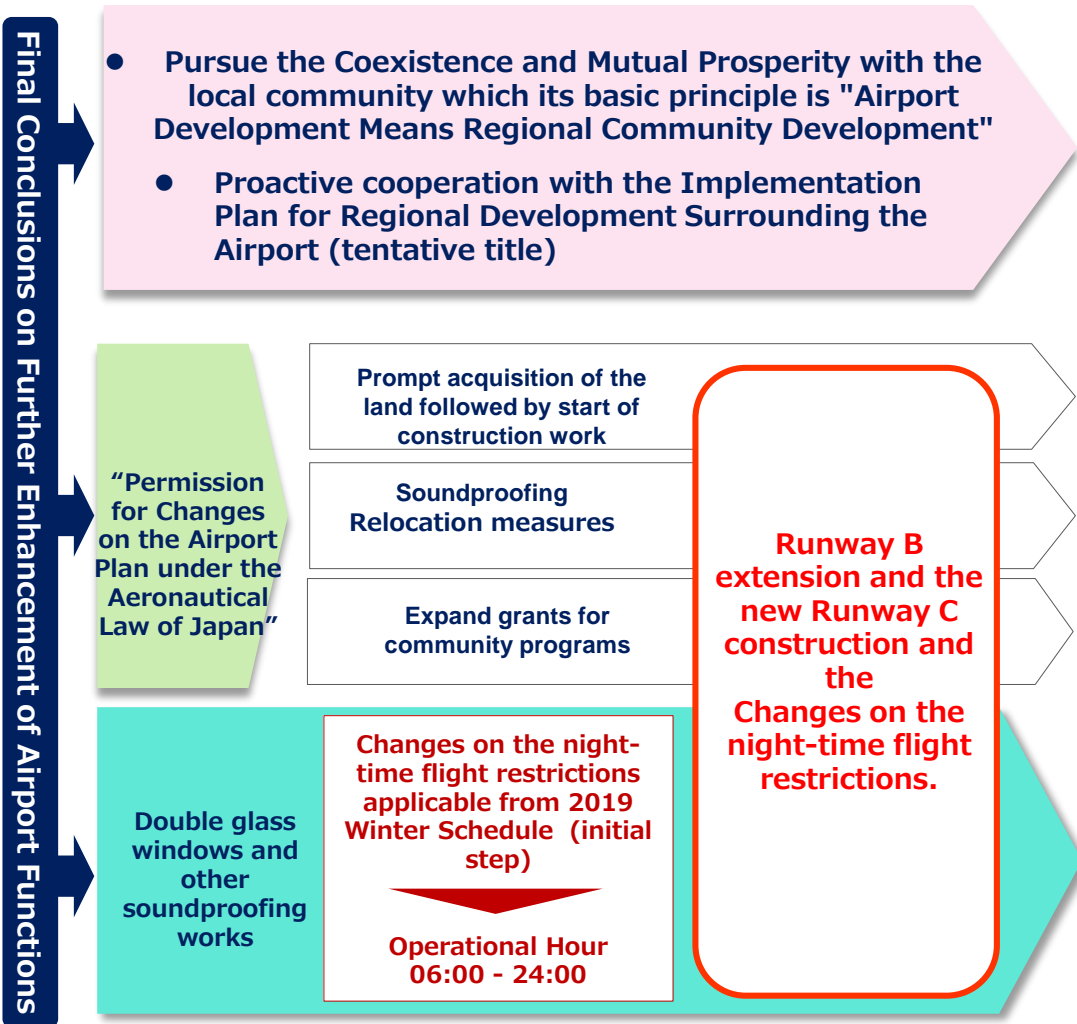 Final Conclusions on Further Enhancement of Airport Functions
● Pursue the Coexistence and Mutual Prosperity with the
local community which its basic principle is "Airport
Development Means Regional Community Development"
● Proactive cooperation with the Implementation
Plan for Regional Development Surrounding the
Airport (tentative title)
“Permission
for Changes
on the Airport
Plan under the
Aeronautical
Law of Japan”
Prompt acquisition of the
land followed by start of
construction work
Soundproofing
Relocation measures
Expand grants for
community programs
Runway B
extension and the
new Runway C
construction and
the
Changes on the
night-time flight
restrictions.
Double glass
windows and
other
soundproofing
works
Changes on the night-
time flight restrictions
applicable from 2019
Winter Schedule (initial
step)
Operational Hour
06:00 - 24:00